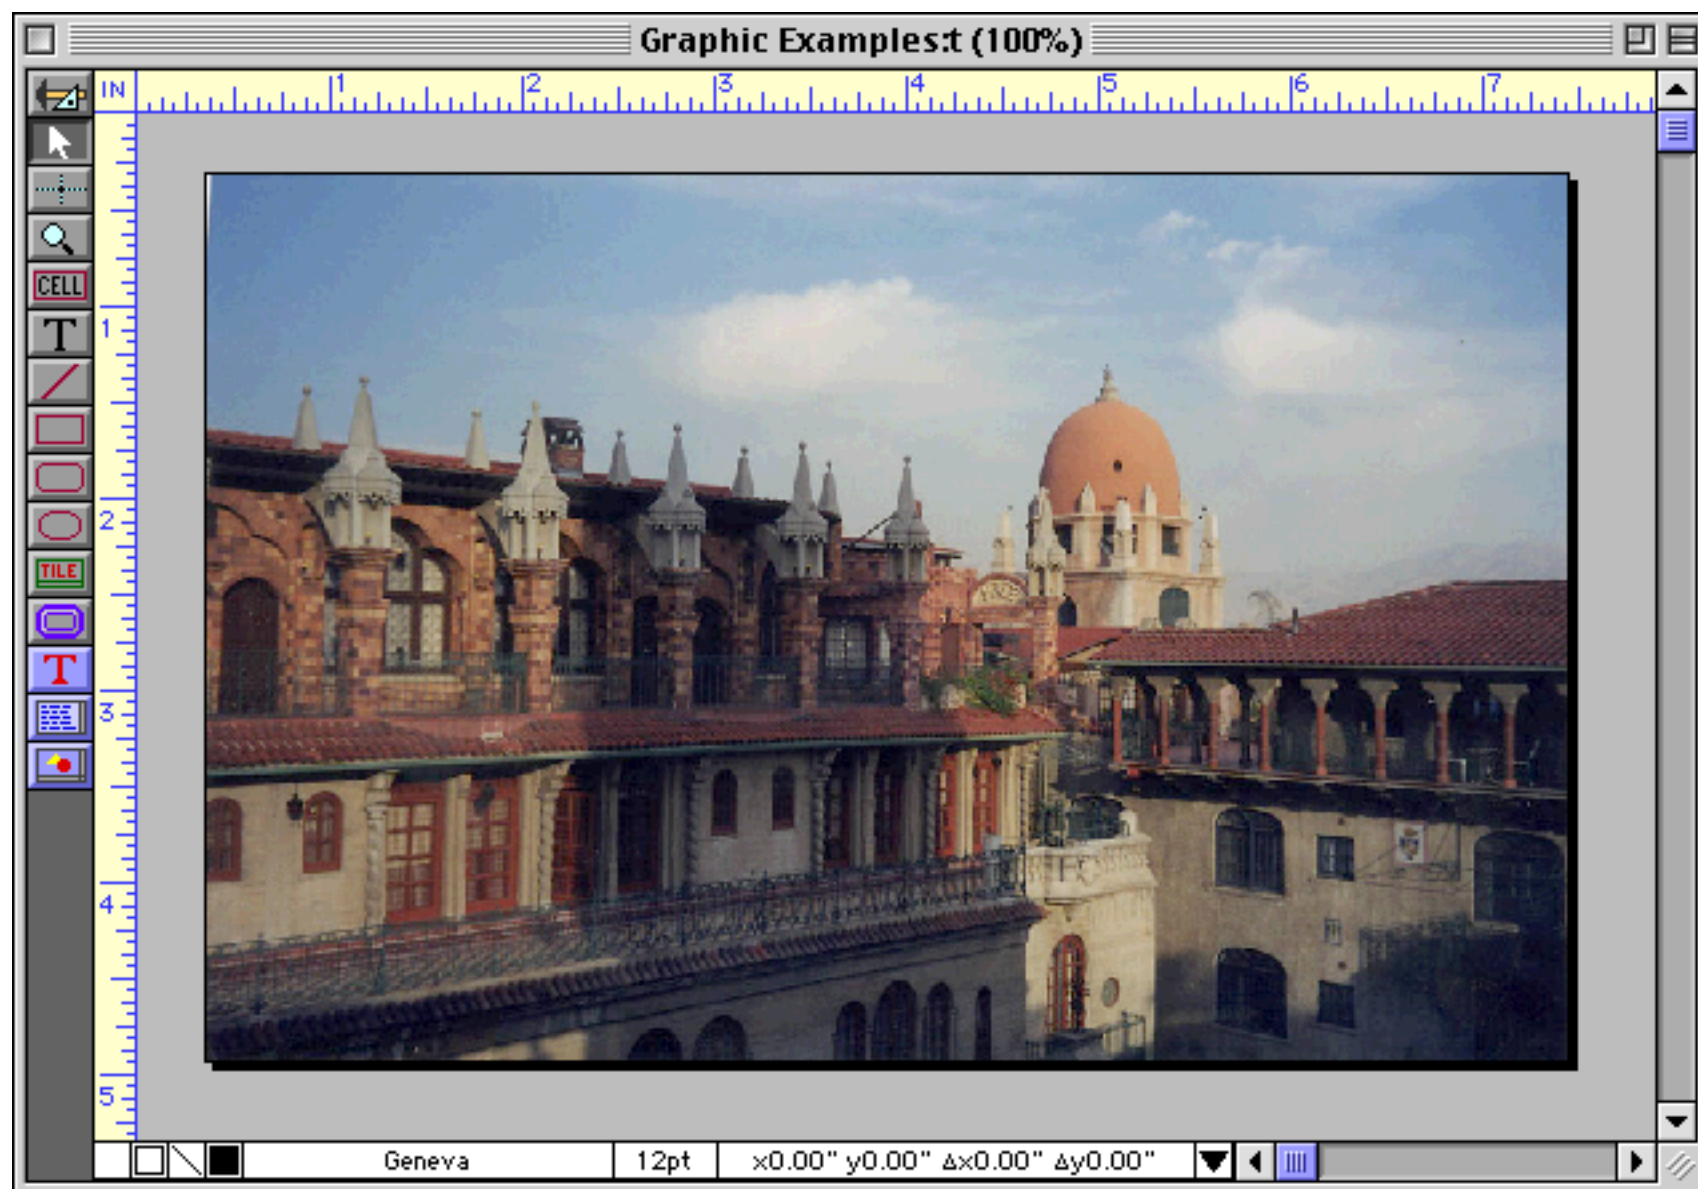 Graphic Examples:t (100%)
IN 1 2 3 4 5 6 7
CELL
T
TILE
T
1
2
3
4
5
Geneva 12pt x0.00" y0.00" Δx0.00" Δy0.00"